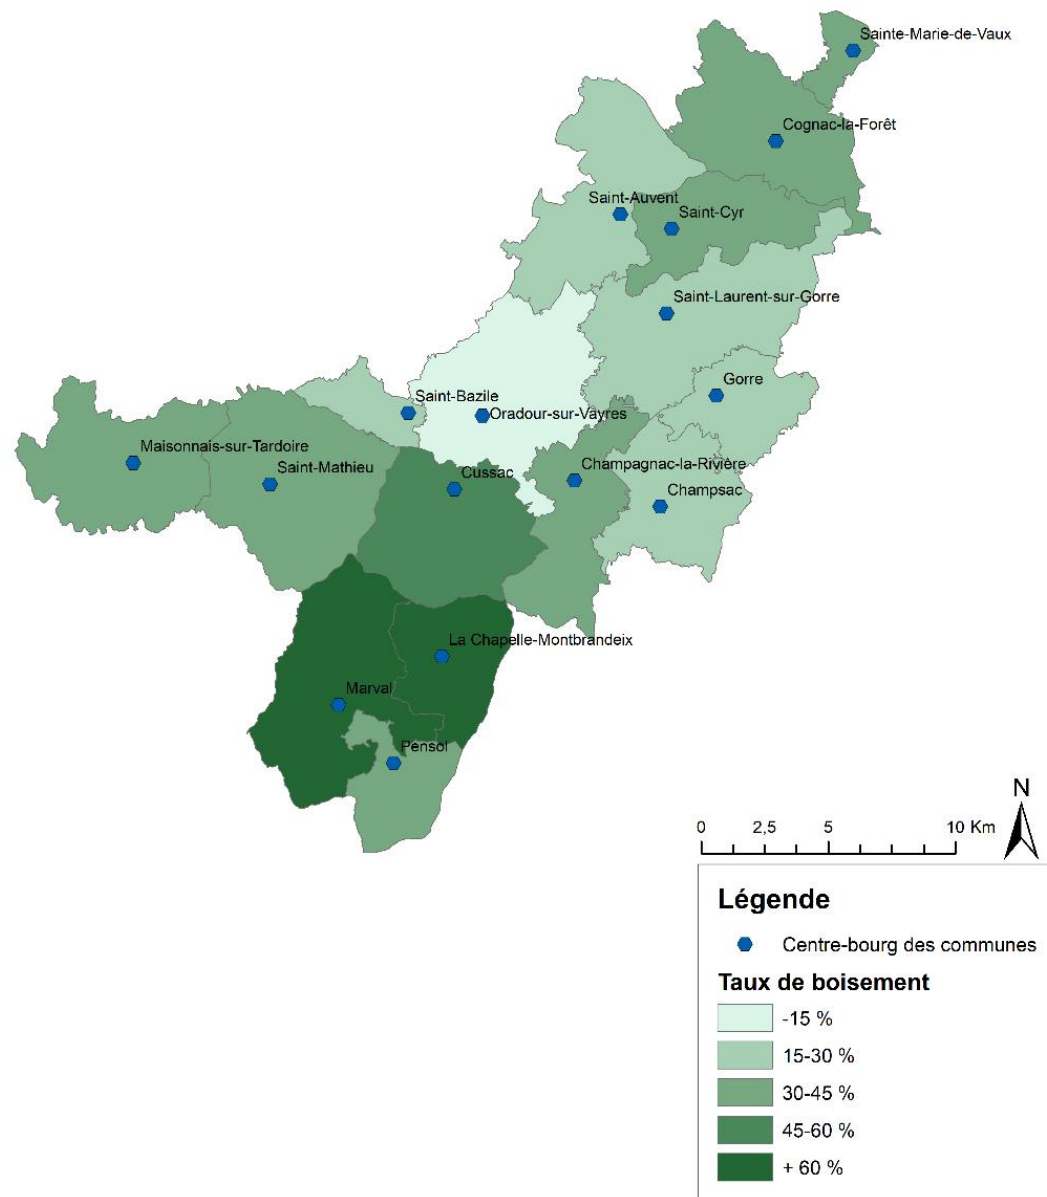 Sainte-Marie-de-Vaux
Cognac-la-Forêt
Saint-Auvent
Saint-Cyr
Saint-Laurent-sur-Gorre
Gorre
Saint-Bazile
Oradour-sur-Vayres
Maisonnais-sur-Tardoire
Saint-Mathieu
Cussac
Champagnac-la-Rivière
Champsac
La Chapelle-Montbrandeix
Marval
Pensol
N
0 2,5 5 10 Km
Légende
Centre-bourg des communes
Taux de boisement
-15 %
15-30 %
30-45 %
45-60 %
+ 60 %